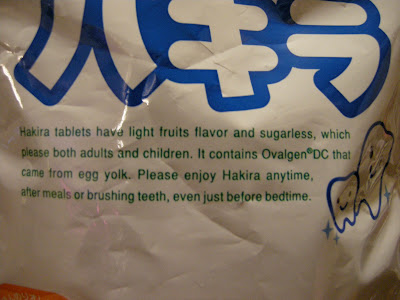 ハキラ
Hakira tablets have light fruits flavor and sugarless, which
please both adults and children. It contains Ovalgen®DC that
came from egg yolk. Please enjoy Hakira anytime,
after meals or brushing teeth, even just before bedtime.